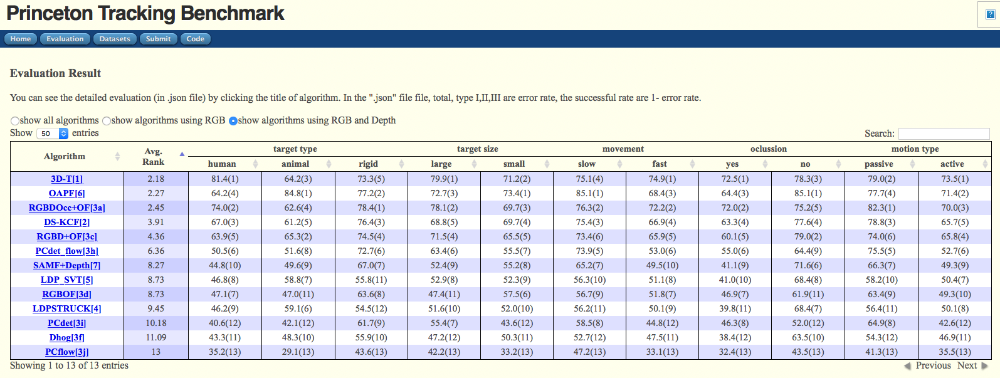 Princeton Tracking Benchmark
?
Home Evaluation Datasets Submit Code
Evaluation Result
You can see the detailed evaluation (in .json file) by clicking the title of algorithm. In the ".json" file file, total, type I,II,III are error rate, the successful rate are 1- error rate.
show all algorithms show algorithms using RGB show algorithms using RGB and Depth
Show 50 entries Search:
Algorithm Avg. Rank target type target size movement oclussion motion type
human animal rigid large small slow fast yes no passive active
3D-T[1] 2.18 81.4(1) 64.2(3) 73.3(5) 79.9(1) 71.2(2) 75.1(4) 74.9(1) 72.5(1) 78.3(3) 79.0(2) 73.5(1)
OAPF[6] 2.27 64.2(4) 84.8(1) 77.2(2) 72.7(3) 73.4(1) 85.1(1) 68.4(3) 64.4(3) 85.1(1) 77.7(4) 71.4(2)
RGBDOcc+OF[3a] 2.45 74.0(2) 62.6(4) 78.4(1) 78.1(2) 69.7(3) 76.3(2) 72.2(2) 72.0(2) 75.2(5) 82.3(1) 70.0(3)
DS-KCF[2] 3.91 67.0(3) 61.2(5) 76.4(3) 68.8(5) 69.7(4) 75.4(3) 66.9(4) 63.3(4) 77.6(4) 78.8(3) 65.7(5)
RGBD+OF[3c] 4.36 63.9(5) 65.3(2) 74.5(4) 71.5(4) 65.5(5) 73.4(6) 65.9(5) 60.1(5) 79.0(2) 74.0(6) 65.8(4)
PCdet_flow[3h] 6.36 50.5(6) 51.6(8) 72.7(6) 63.4(6) 55.5(7) 73.9(5) 53.0(6) 55.0(6) 64.4(9) 75.5(5) 52.7(6)
SAMF+Depth[7] 8.27 44.8(10) 49.6(9) 67.0(7) 52.4(9) 55.2(8) 65.2(7) 49.5(10) 41.1(9) 71.6(6) 66.3(7) 49.3(9)
LDP_SVT[5] 8.73 46.8(8) 58.8(7) 55.8(11) 52.9(8) 52.3(9) 56.3(10) 51.1(8) 41.0(10) 68.4(8) 58.2(10) 50.4(7)
RGBOF[3d] 8.73 47.1(7) 47.0(11) 63.6(8) 47.4(11) 57.5(6) 56.7(9) 51.8(7) 46.9(7) 61.9(11) 63.4(9) 49.3(10)
LDPSTRUCK[4] 9.45 46.2(9) 59.1(6) 54.5(12) 51.6(10) 52.0(10) 56.2(11) 50.1(9) 39.8(11) 68.4(7) 56.4(11) 50.1(8)
PCdet[3i] 10.18 40.6(12) 42.1(12) 61.7(9) 55.4(7) 43.6(12) 58.5(8) 44.8(12) 46.3(8) 52.0(12) 64.9(8) 42.6(12)
Dhog[3f] 11.09 43.3(11) 48.3(10) 55.9(10) 47.2(12) 50.3(11) 52.7(12) 47.5(11) 38.4(12) 63.5(10) 54.3(12) 46.9(11)
PCflow[3j] 13 35.2(13) 29.1(13) 43.6(13) 42.2(13) 33.2(13) 47.2(13) 33.1(13) 32.4(13) 43.5(13) 41.3(13) 35.5(13)
Showing 1 to 13 of 13 entries Previous Next